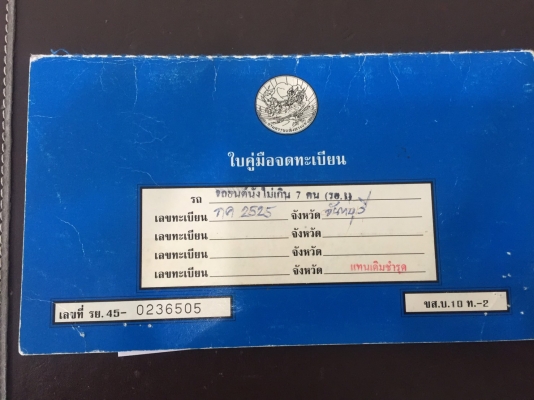 ใบคู่มือจดทะเบียน
รถ รถยนต์นั่งไม่เกิน 7 คน (รย.1)
เลขทะเบียน กค 2525 จังหวัด จันทบุรี
เลขทะเบียน จังหวัด
เลขทะเบียน จังหวัด
เลขทะเบียน จังหวัด แทนเดิมชำรุด
เลขที่ รย. 45- 0236505
ขส.บ.10 ท.-2